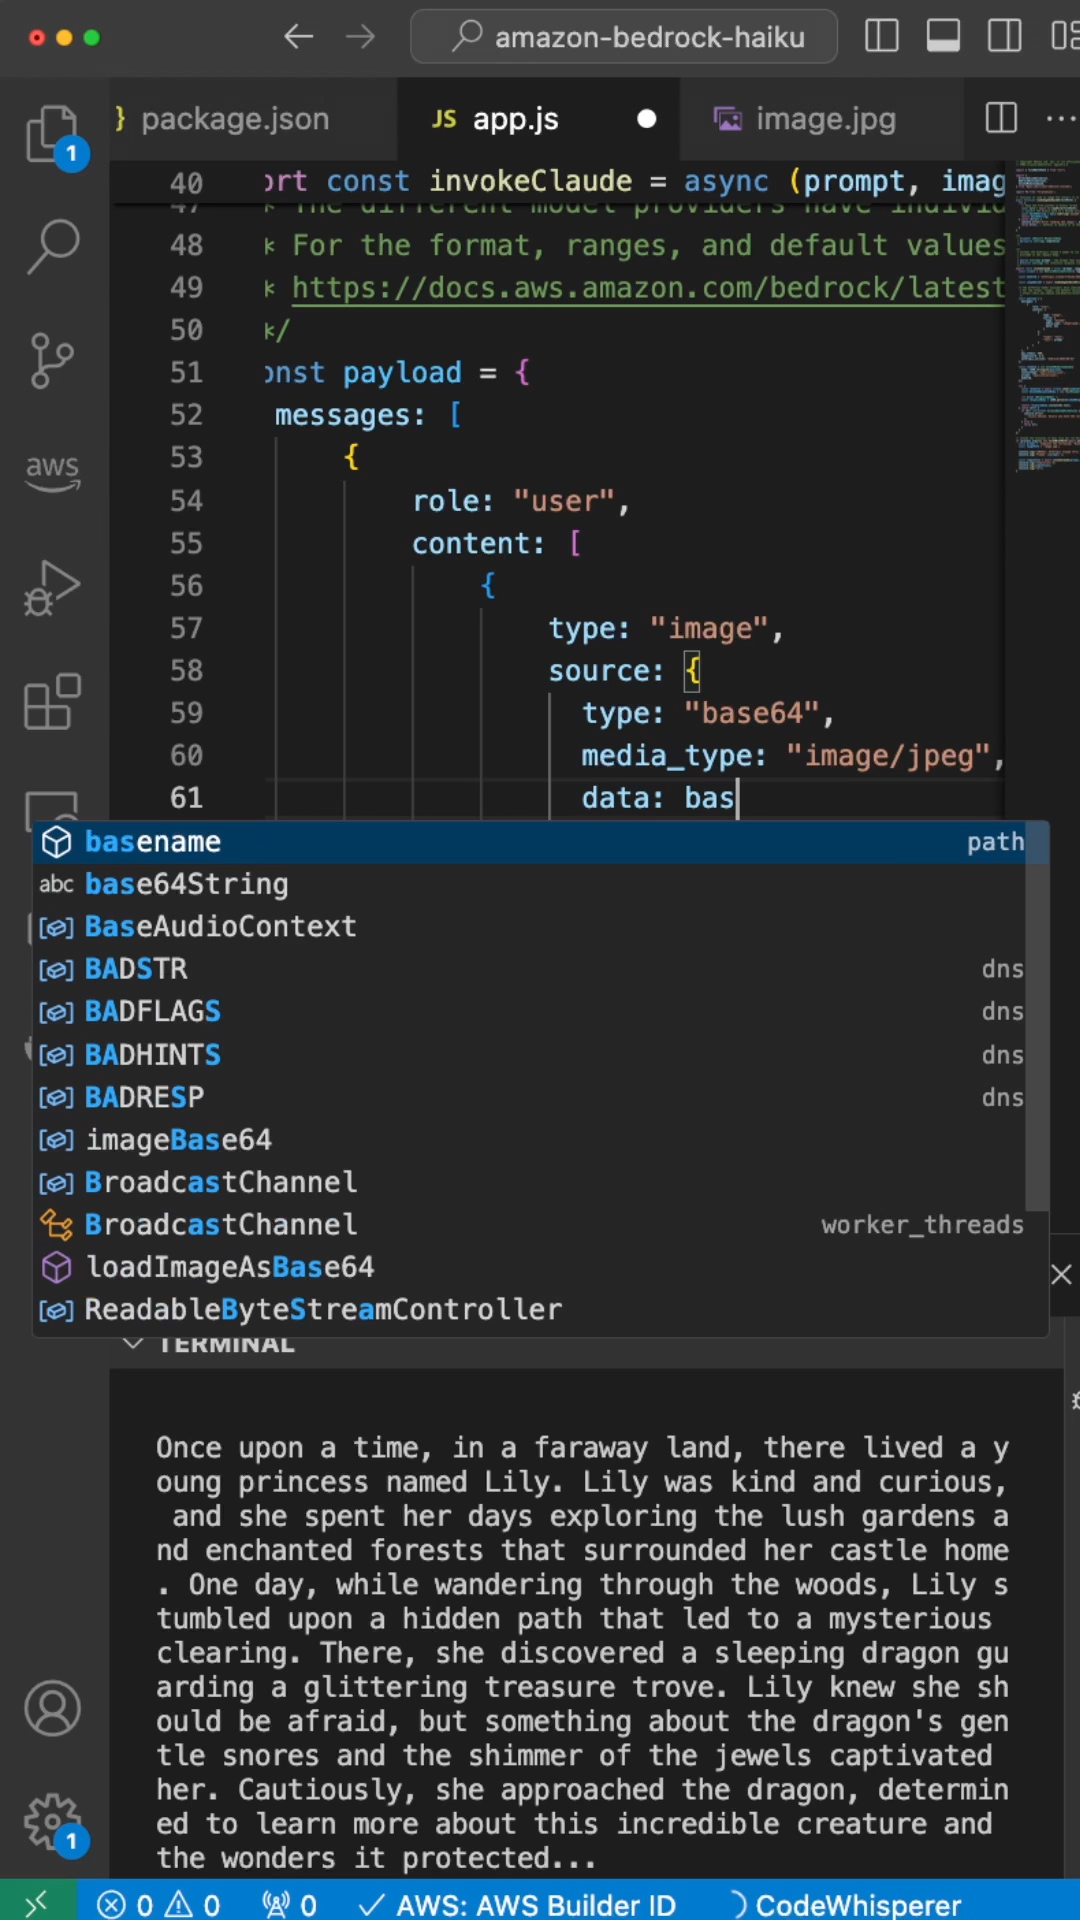 amazon-bedrock-haiku
} package.json
JS app.js
image.jpg
1
40 ort const invokeClaude = async (prompt, imag
47 * The different model providers have individ
48 * For the format, ranges, and default values
49 * https://docs.aws.amazon.com/bedrock/latest
50 */
51 onst payload = {
52 messages: [
53 {
54 role: "user",
55 content: [
56 {
57 type: "image",
58 source: {
59 type: "base64",
60 media_type: "image/jpeg",
61 data: bas
aws
basename path
abc base64String
BaseAudioContext
BADSTR dns
BADFLAGS dns
BADHINTS dns
BADRESP dns
imageBase64
BroadcastChannel
BroadcastChannel worker_threads
loadImageAsBase64
ReadableByteStreamController
TERMINAL
Once upon a time, in a faraway land, there lived a y
oung princess named Lily. Lily was kind and curious,
and she spent her days exploring the lush gardens a
nd enchanted forests that surrounded her castle home
. One day, while wandering through the woods, Lily s
tumbled upon a hidden path that led to a mysterious
clearing. There, she discovered a sleeping dragon gu
arding a glittering treasure trove. Lily knew she sh
ould be afraid, but something about the dragon's gen
tle snores and the shimmer of the jewels captivated
her. Cautiously, she approached the dragon, determin
ed to learn more about this incredible creature and
the wonders it protected...
1
0 0 0 AWS: AWS Builder ID CodeWhisperer